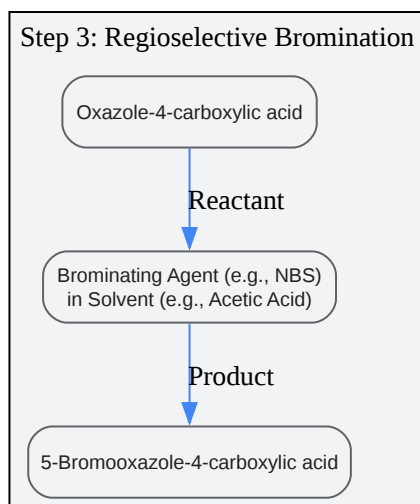 Step 3: Regioselective Bromination
Oxazole-4-carboxylic acid
Reactant
Brominating Agent (e.g., NBS)
in Solvent (e.g., Acetic Acid)
Product
5-Bromooxazole-4-carboxylic acid